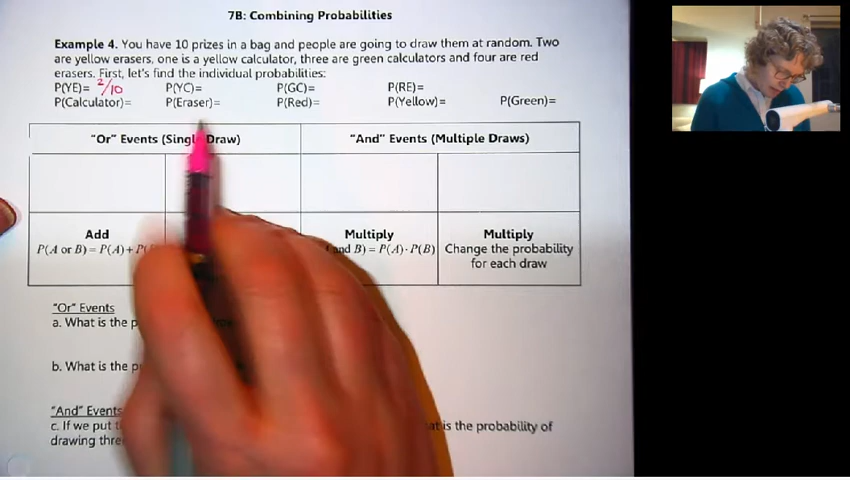 7B: Combining Probabilities
Example 4. You have 10 prizes in a bag and people are going to draw them at random. Two
are yellow erasers, one is a yellow calculator, three are green calculators and four are red
erasers. First, let's find the individual probabilities:
P(YE)= 2/10 P(YC)= P(GC)= P(RE)=
P(Calculator)= P(Eraser)= P(Red)= P(Yellow)= P(Green)=
"Or" Events (Single Draw) "And" Events (Multiple Draws)
Add Multiply Multiply
P(A or B) = P(A) + P( and B) = P(A) · P(B) Change the probability
for each draw
"Or" Events
a. What is the
b. What is the
"And" Events
c. If we put is the probability of
drawing